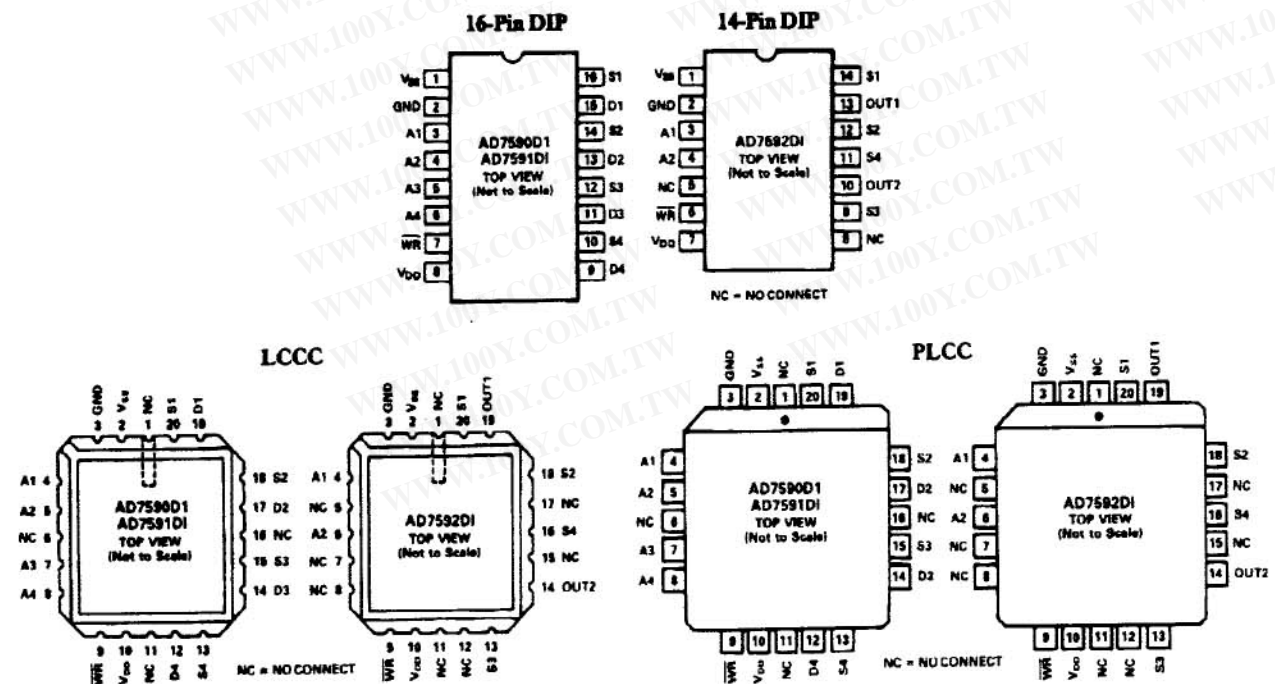 16-Pin DIP
VSS 1
GND 2
A1 3
A2 4
A3 5
A4 6
WR 7
VDD 8
AD7590D1
AD7591DI
TOP VIEW
(Not to Scale)
16 S1
15 D1
14 S2
13 D2
12 S3
11 D3
10 S4
9 D4
14-Pin DIP
VSS 1
GND 2
A1 3
A2 4
NC 5
WR 6
VDD 7
AD7592DI
TOP VIEW
(Not to Scale)
14 S1
13 OUT1
12 S2
11 S4
10 OUT2
9 S3
8 NC
NC = NO CONNECT
LCCC
GND VSS NC S1 D1
3 2 1 20 19
A1 4
A2 5
NC 6
A3 7
A4 8
AD7590D1
AD7591DI
TOP VIEW
(Not to Scale)
18 S2
17 D2
16 NC
15 S3
14 D3
9 10 11 12 13
WR VDD NC D4 S4
NC = NO CONNECT
GND VSS NC S1 OUT1
3 2 1 20 19
A1 4
NC 5
A2 6
NC 7
NC 8
AD7592DI
TOP VIEW
(Not to Scale)
18 S2
17 NC
16 S4
15 NC
14 OUT2
9 10 11 12 13
WR VDD NC NC S3
PLCC
GND VSS NC S1 D1
3 2 1 20 19
A1 4
A2 5
NC 6
A3 7
A4 8
AD7590D1
AD7591DI
TOP VIEW
(Not to Scale)
18 S2
17 D2
16 NC
15 S3
14 D3
9 10 11 12 13
WR VDD NC D4 S4
NC = NO CONNECT
GND VSS NC S1 OUT1
3 2 1 20 19
A1 4
NC 5
A2 6
NC 7
NC 8
AD7592DI
TOP VIEW
(Not to Scale)
18 S2
17 NC
16 S4
15 NC
14 OUT2
9 10 11 12 13
WR VDD NC NC S3
WWW.100Y.COM.TW